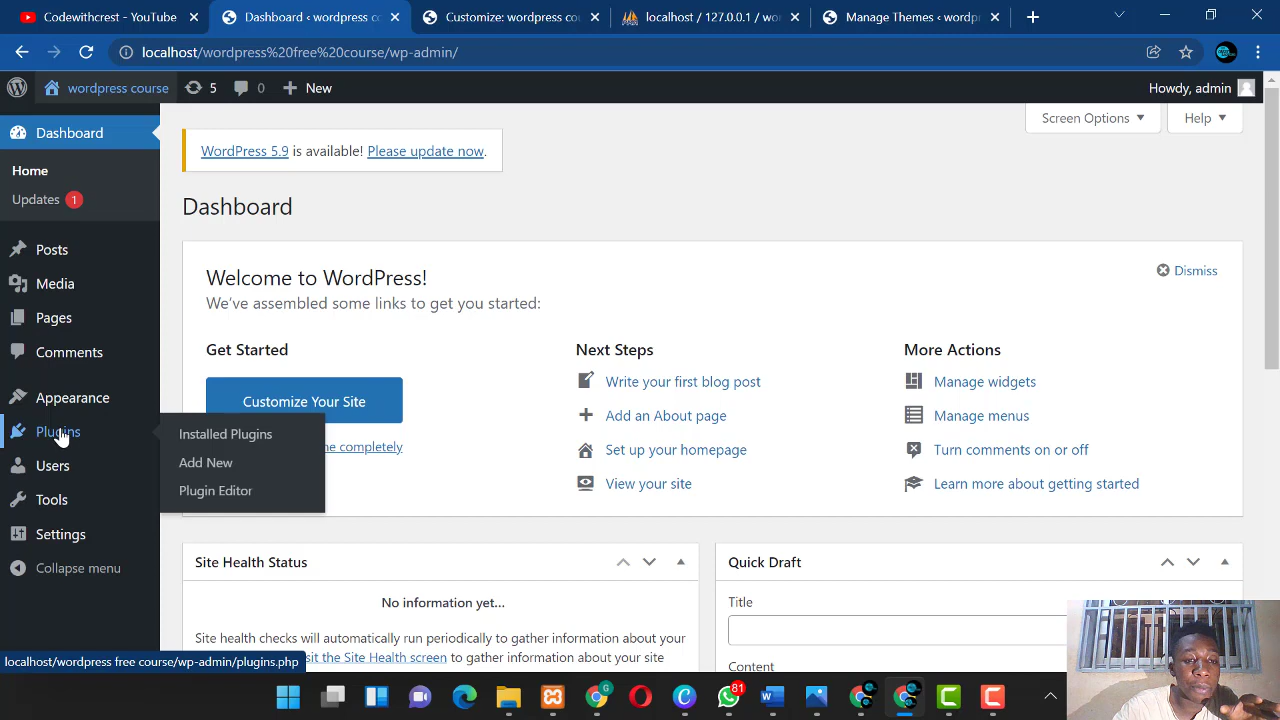 Codewithcrest - YouTube
Dashboard < wordpress co
Customize: wordpress cou
localhost / 127.0.0.1 / wo
Manage Themes < wordp
localhost/wordpress%20free%20course/wp-admin/
wordpress course
5
0
New
Howdy, admin
Dashboard
Home
Updates 1
Posts
Media
Pages
Comments
Appearance
Plugins
Users
Tools
Settings
Collapse menu
Installed Plugins
Add New
Plugin Editor
Screen Options
Help
WordPress 5.9 is available! Please update now.
Dashboard
Welcome to WordPress!
We've assembled some links to get you started:
Dismiss
Get Started
Customize Your Site
me completely
Next Steps
Write your first blog post
Add an About page
Set up your homepage
View your site
More Actions
Manage widgets
Manage menus
Turn comments on or off
Learn more about getting started
Site Health Status
No information yet...
Site health checks will automatically run periodically to gather information about your
sit the Site Health screen to gather information about your site
Quick Draft
Title
Content
localhost/wordpress free course/wp-admin/plugins.php
81